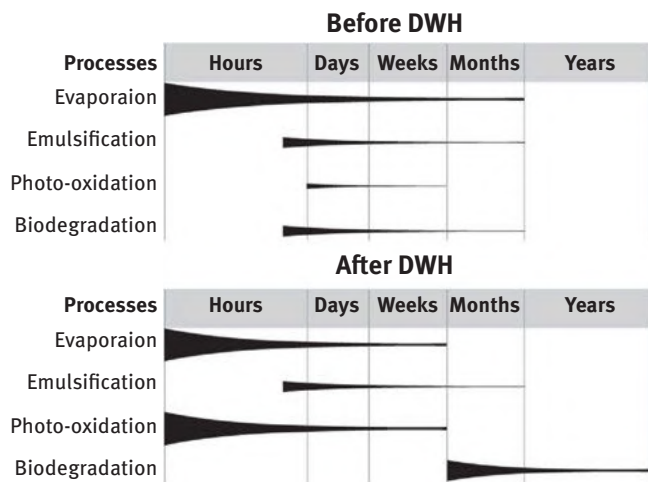 Before DWH
Processes Hours Days Weeks Months Years
Evaporaion
Emulsification
Photo-oxidation
Biodegradation
After DWH
Processes Hours Days Weeks Months Years
Evaporaion
Emulsification
Photo-oxidation
Biodegradation